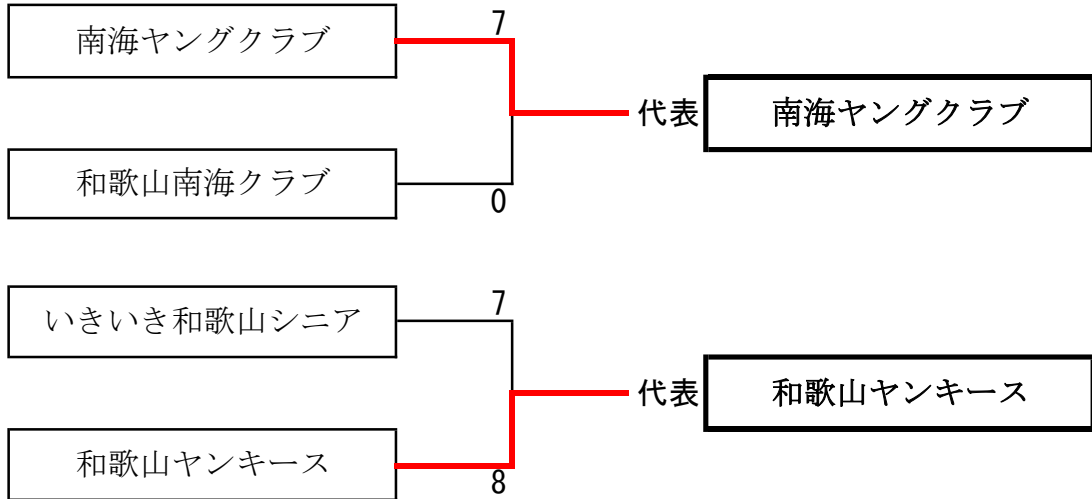 南海ヤングクラブ
7
代表
南海ヤングクラブ
和歌山南海クラブ
0
いきいき和歌山シニア
7
代表
和歌山ヤンキース
和歌山ヤンキース
8